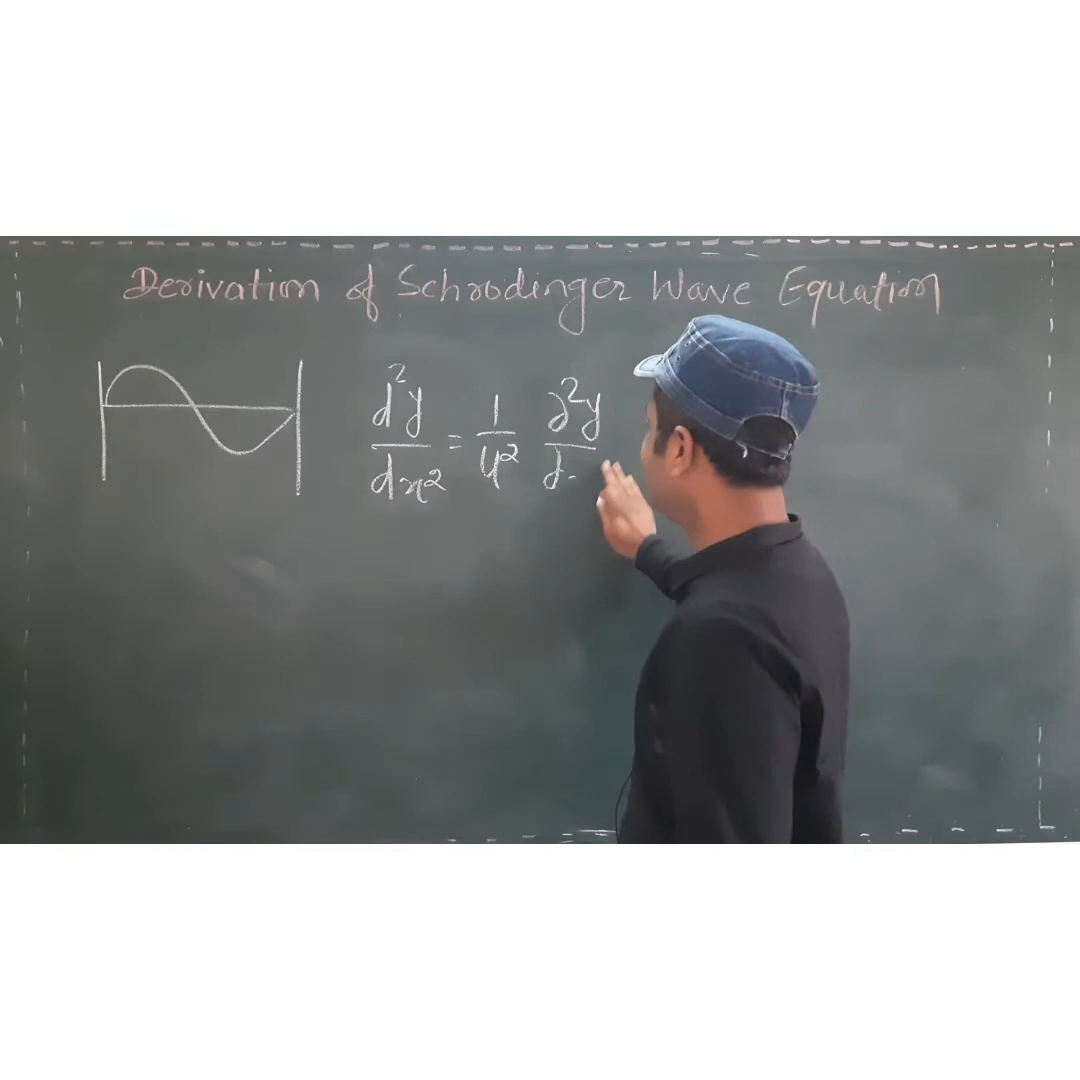 Derivation of Schrodinger Wave Equation
d²y/dx² = 1/u² ∂²y/∂